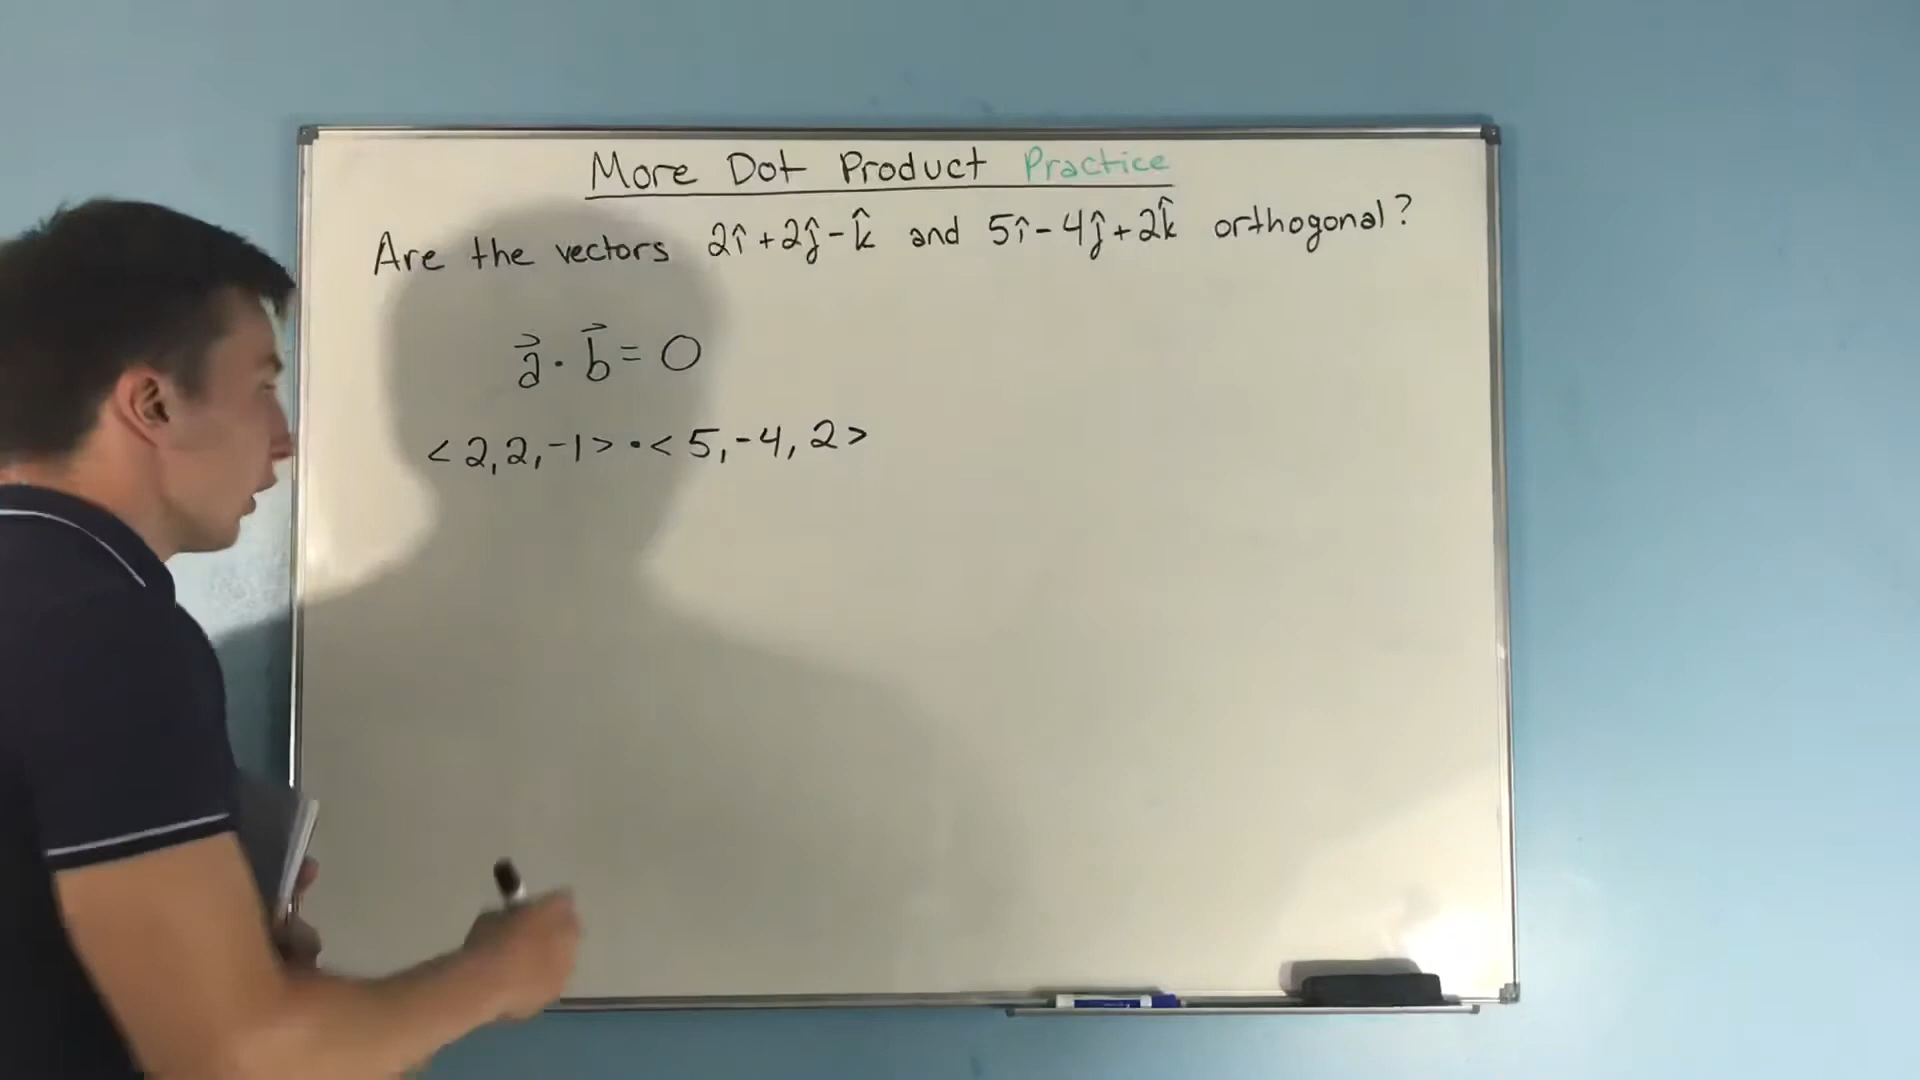 More Dot Product Practice
Are the vectors 2î + 2ĵ - k̂ and 5î - 4ĵ + 2k̂ orthogonal?
a⃗ · b⃗ = 0
<2,2,-1> · <5,-4,2>